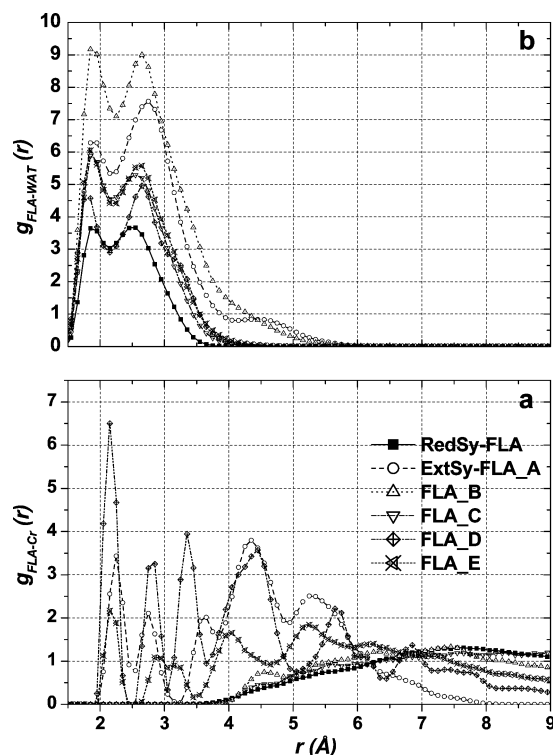 b
10
9
8
7
6
5
4
3
2
1
0
g_FLA-WAT (r)
a
7
6
5
4
3
2
1
0
g_FLA-Cr (r)
RedSy-FLA
ExtSy-FLA_A
FLA_B
FLA_C
FLA_D
FLA_E
2 3 4 5 6 7 8 9
r (Å)